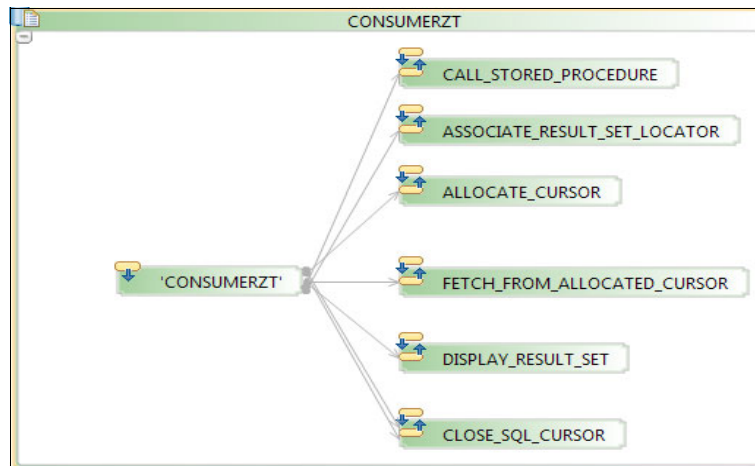 CONSUMERZT
CALL_STORED_PROCEDURE
ASSOCIATE_RESULT_SET_LOCATOR
ALLOCATE_CURSOR
'CONSUMERZT'
FETCH_FROM_ALLOCATED_CURSOR
DISPLAY_RESULT_SET
CLOSE_SQL_CURSOR